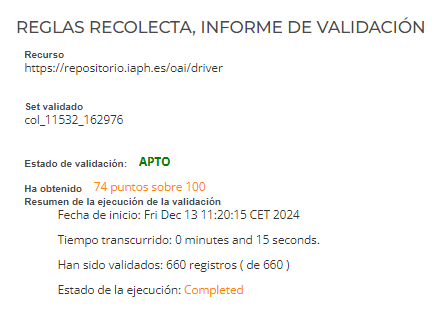 REGLAS RECOLECTA, INFORME DE VALIDACIÓN
Recurso
https://repositorio.iaph.es/oai/driver
Set validado
col_11532_162976
Estado de validación: APTO
Ha obtenido 74 puntos sobre 100
Resumen de la ejecución de la validación
Fecha de inicio: Fri Dec 13 11:20:15 CET 2024
Tiempo transcurrido: 0 minutes and 15 seconds.
Han sido validados: 660 registros ( de 660 )
Estado de la ejecución: Completed